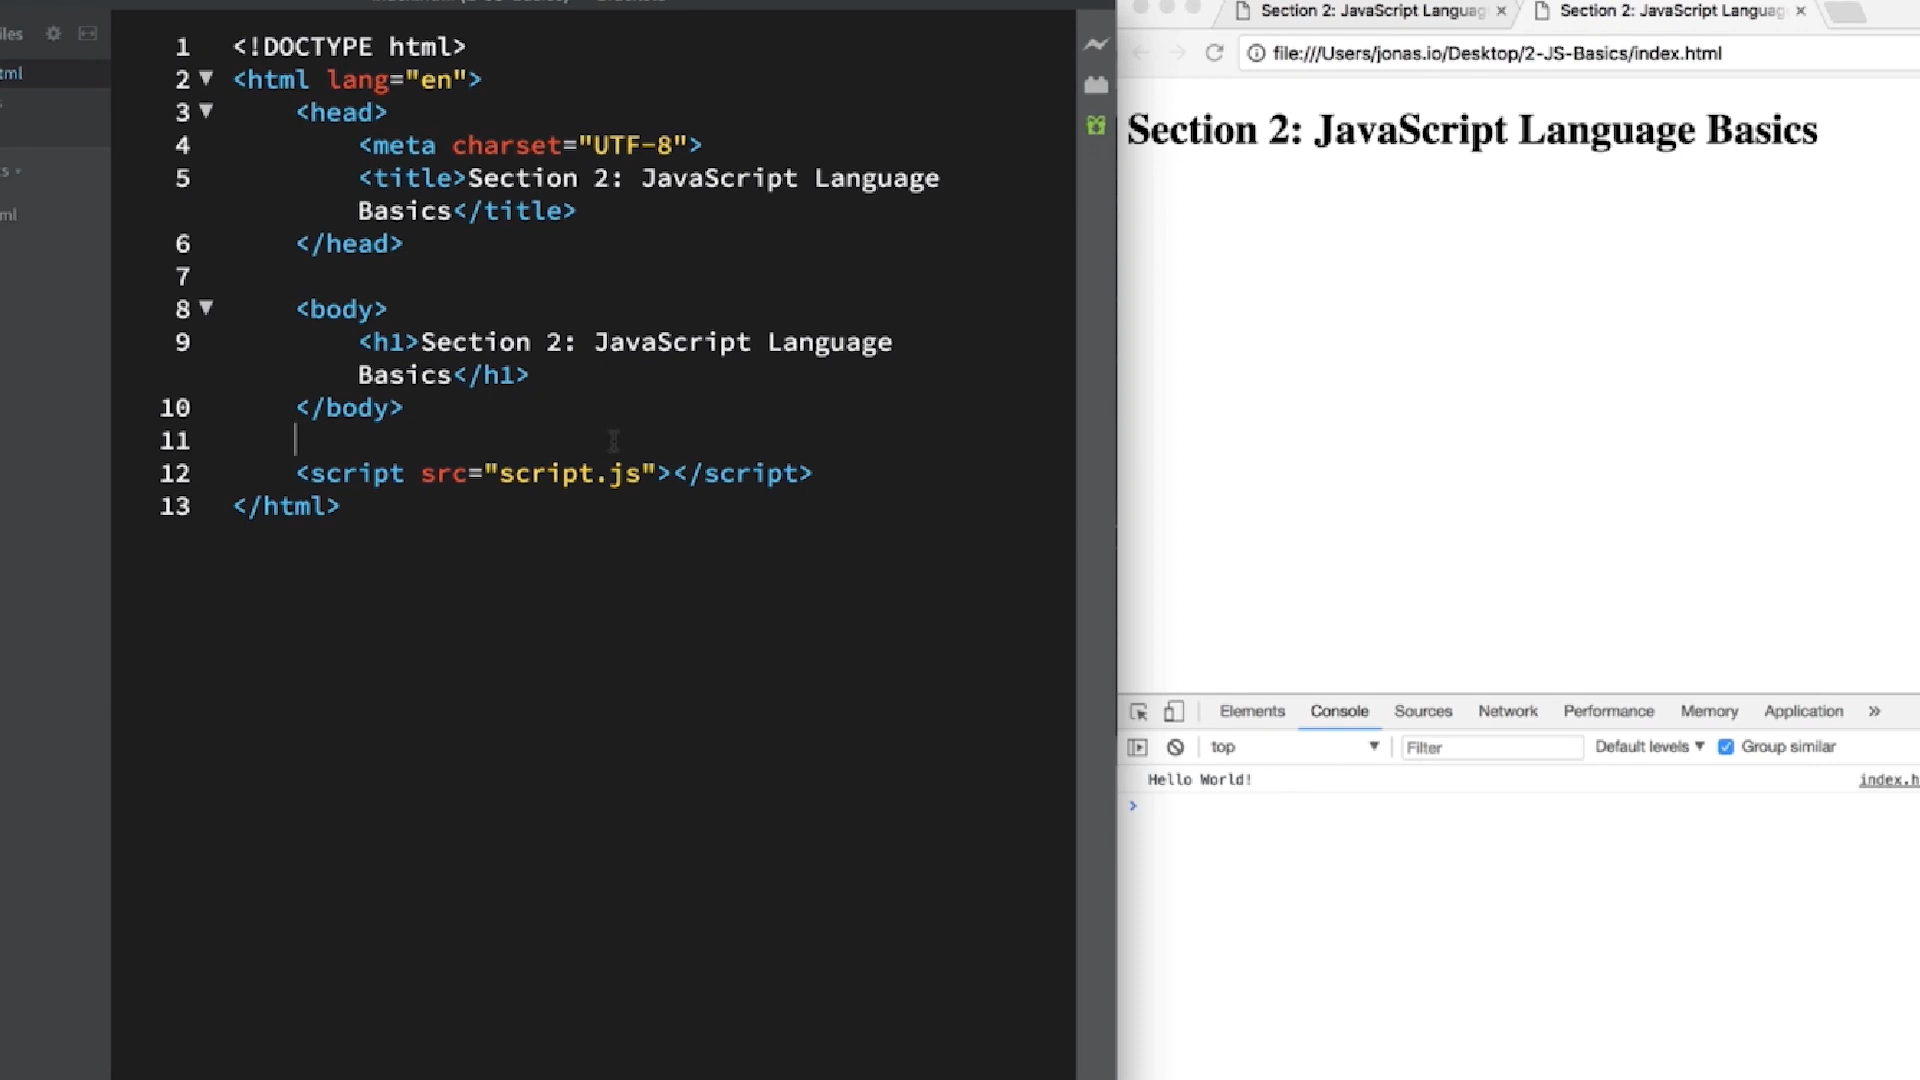 iles
tml
s
s
ml
1 <!DOCTYPE html>
2 <html lang="en">
3 <head>
4 <meta charset="UTF-8">
5 <title>Section 2: JavaScript Language
Basics</title>
6 </head>
7
8 <body>
9 <h1>Section 2: JavaScript Language
Basics</h1>
10 </body>
11
12 <script src="script.js"></script>
13 </html>
Section 2: JavaScript Languag
Section 2: JavaScript Languag
file:///Users/jonas.io/Desktop/2-JS-Basics/index.html
Section 2: JavaScript Language Basics
Elements Console Sources Network Performance Memory Application »
top Filter Default levels Group similar
Hello World! index.h
>